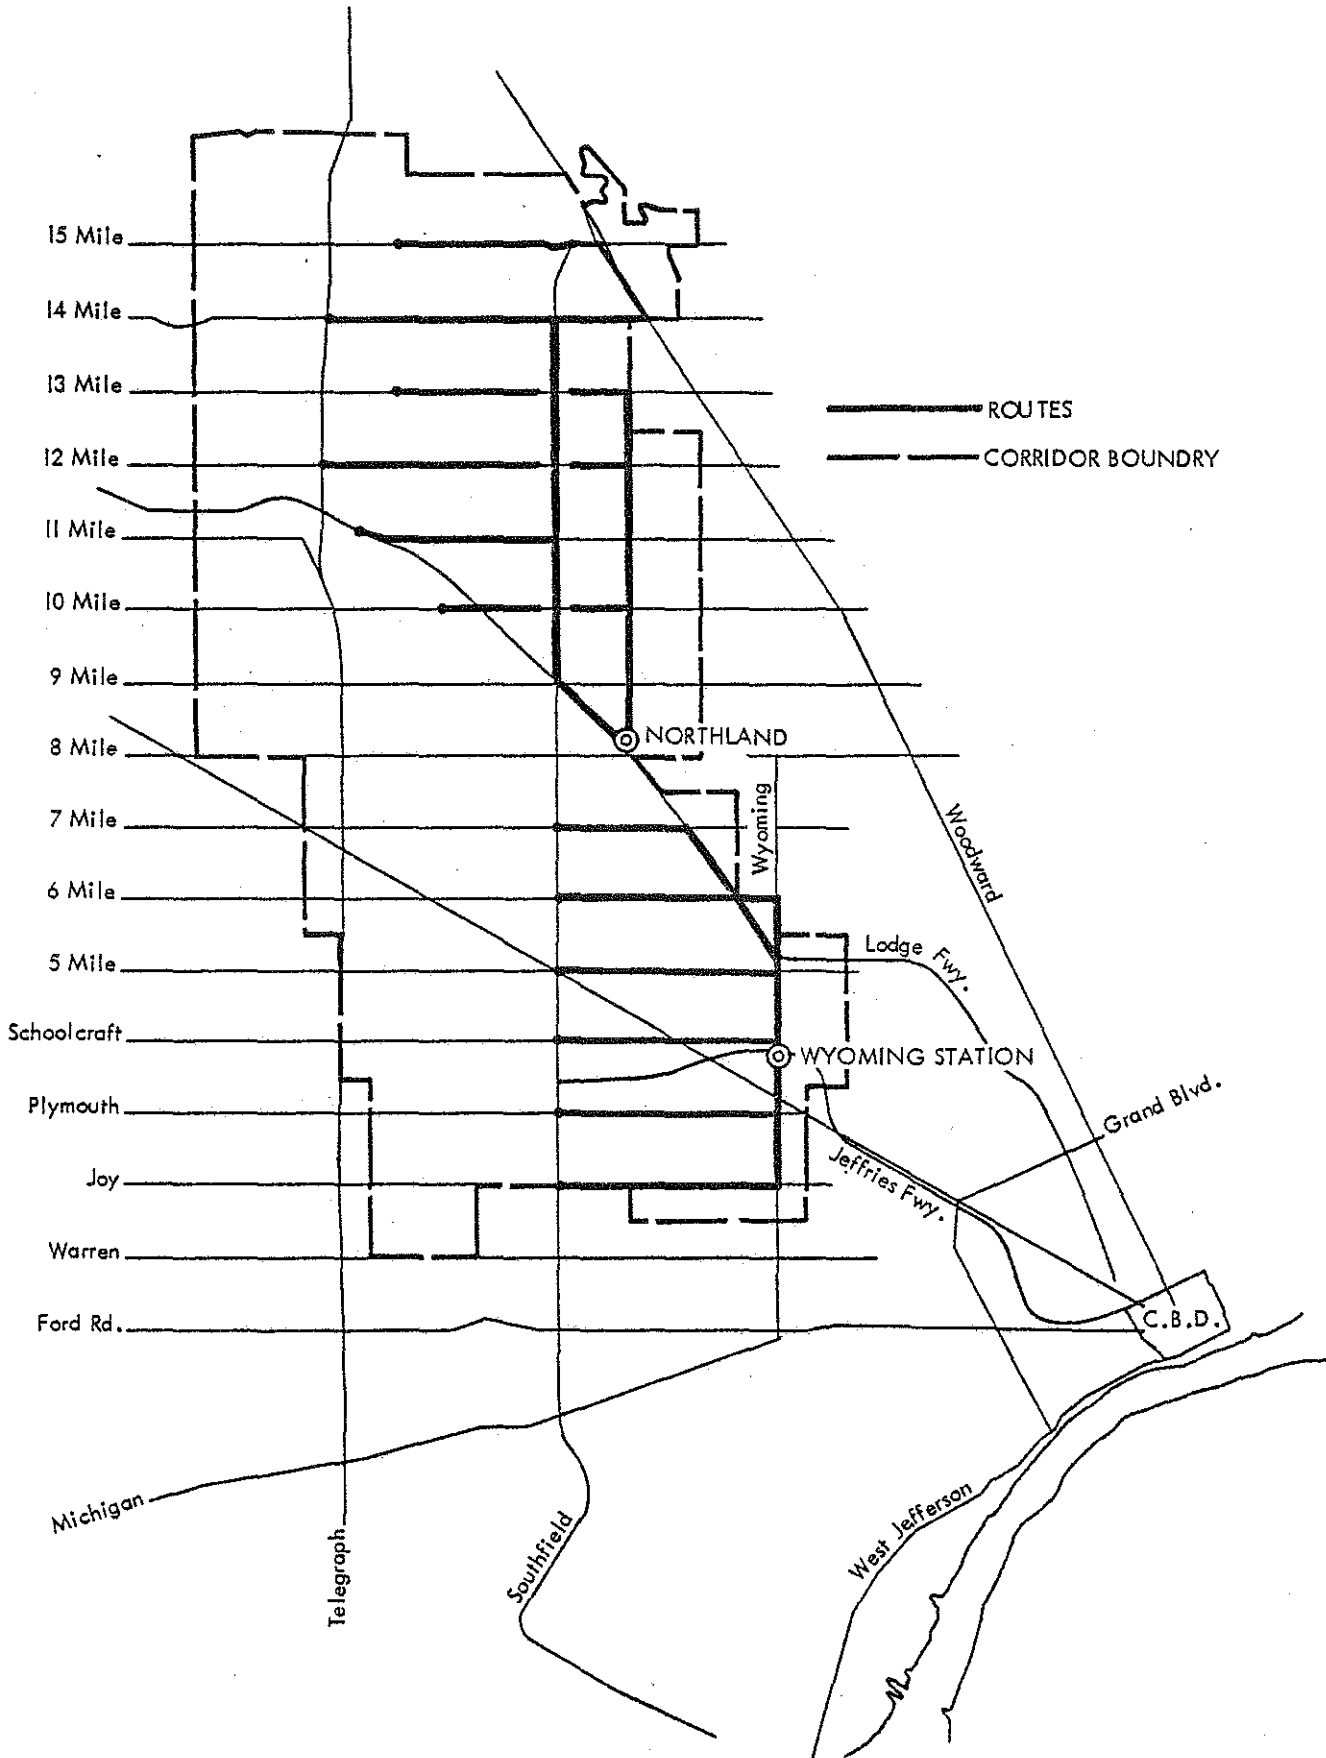 15 Mile
14 Mile
13 Mile
ROUTES
12 Mile
CORRIDOR BOUNDRY
11 Mile
10 Mile
9 Mile
NORTHLAND
8 Mile
Wyoming
Woodward
7 Mile
6 Mile
Lodge Fwy.
5 Mile
Schoolcraft
WYOMING STATION
Plymouth
Grand Blvd.
Jeffries Fwy.
Joy
Warren
Ford Rd.
C.B.D.
Michigan
Telegraph
Southfield
West Jefferson